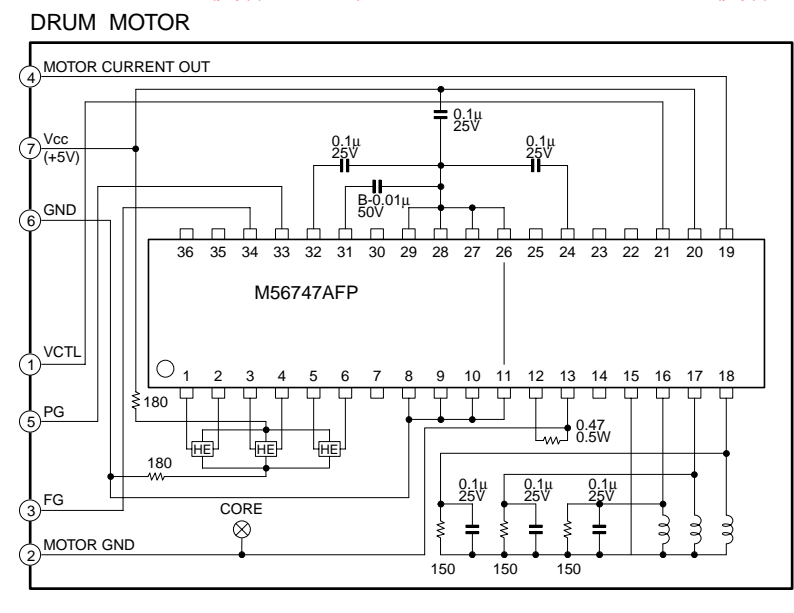 DRUM MOTOR
4 MOTOR CURRENT OUT
0.1µ
25V
7 Vcc
(+5V)
0.1µ
25V
0.1µ
25V
B-0.01µ
50V
6 GND
36 35 34 33 32 31 30 29 28 27 26 25 24 23 22 21 20 19
M56747AFP
1 VCTL
1 2 3 4 5 6 7 8 9 10 11 12 13 14 15 16 17 18
180
5 PG
0.47
0.5W
HE HE HE
180
0.1µ
25V
0.1µ
25V
0.1µ
25V
3 FG
CORE
2 MOTOR GND
150 150 150